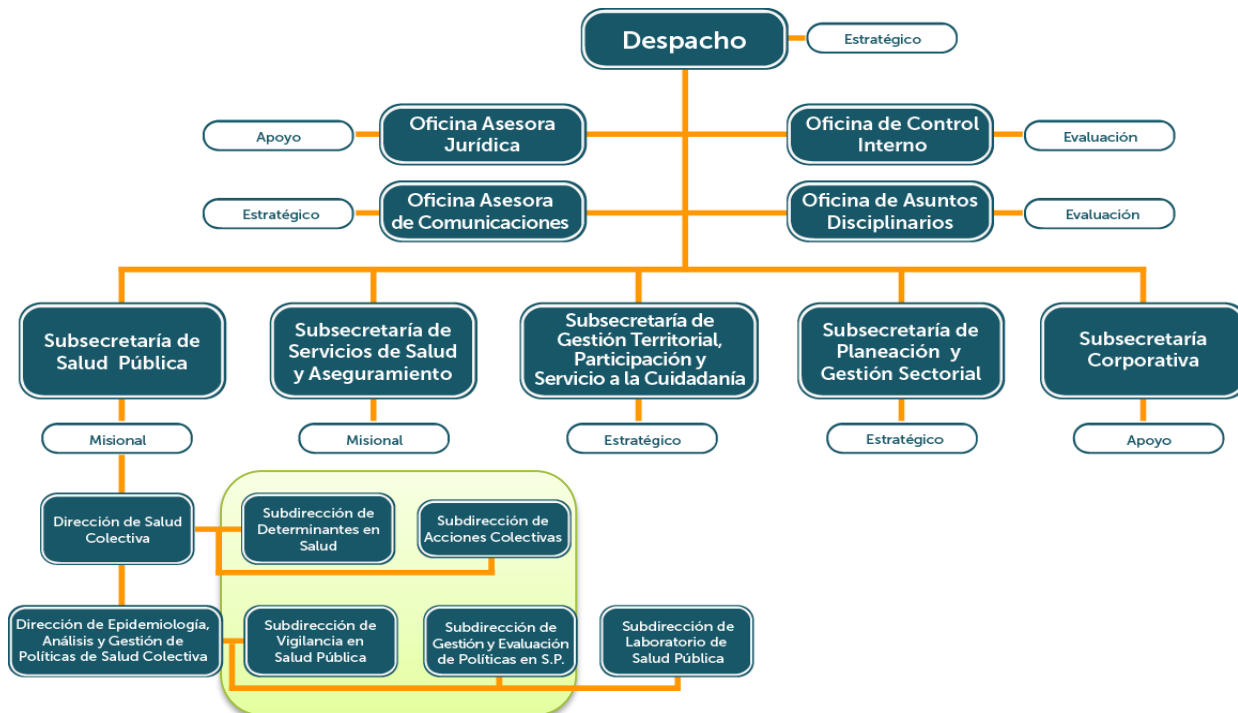 Despacho
Estratégico
Apoyo
Oficina Asesora
Jurídica
Oficina de Control
Interno
Evaluación
Estratégico
Oficina Asesora
de Comunicaciones
Oficina de Asuntos
Disciplinarios
Evaluación
Subsecretaría de
Salud Pública
Subsecretaría de
Servicios de Salud
y Aseguramiento
Subsecretaría de
Gestión Territorial,
Participación y
Servicio a la Cuidadanía
Subsecretaría de
Planeación y
Gestión Sectorial
Subsecretaría
Corporativa
Misional
Misional
Estratégico
Estratégico
Apoyo
Dirección de Salud
Colectiva
Subdirección de
Determinantes en
Salud
Subdirección de
Acciones Colectivas
Dirección de Epidemiología,
Análisis y Gestión de
Políticas de Salud Colectiva
Subdirección de
Vigilancia en
Salud Pública
Subdirección de
Gestión y Evaluación
de Políticas en S.P.
Subdirección de
Laboratorio de
Salud Pública